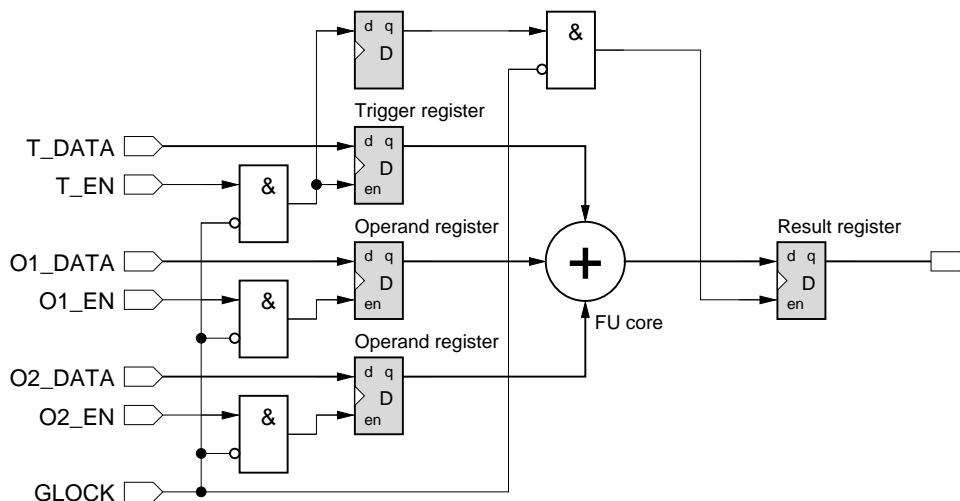 d q
D
&
Trigger register
T_DATA
d q
D
en
T_EN
&
Operand register
Result register
O1_DATA
d q
D
en
+
d q
D
en
O1_EN
&
FU core
Operand register
O2_DATA
d q
D
en
O2_EN
&
GLOCK